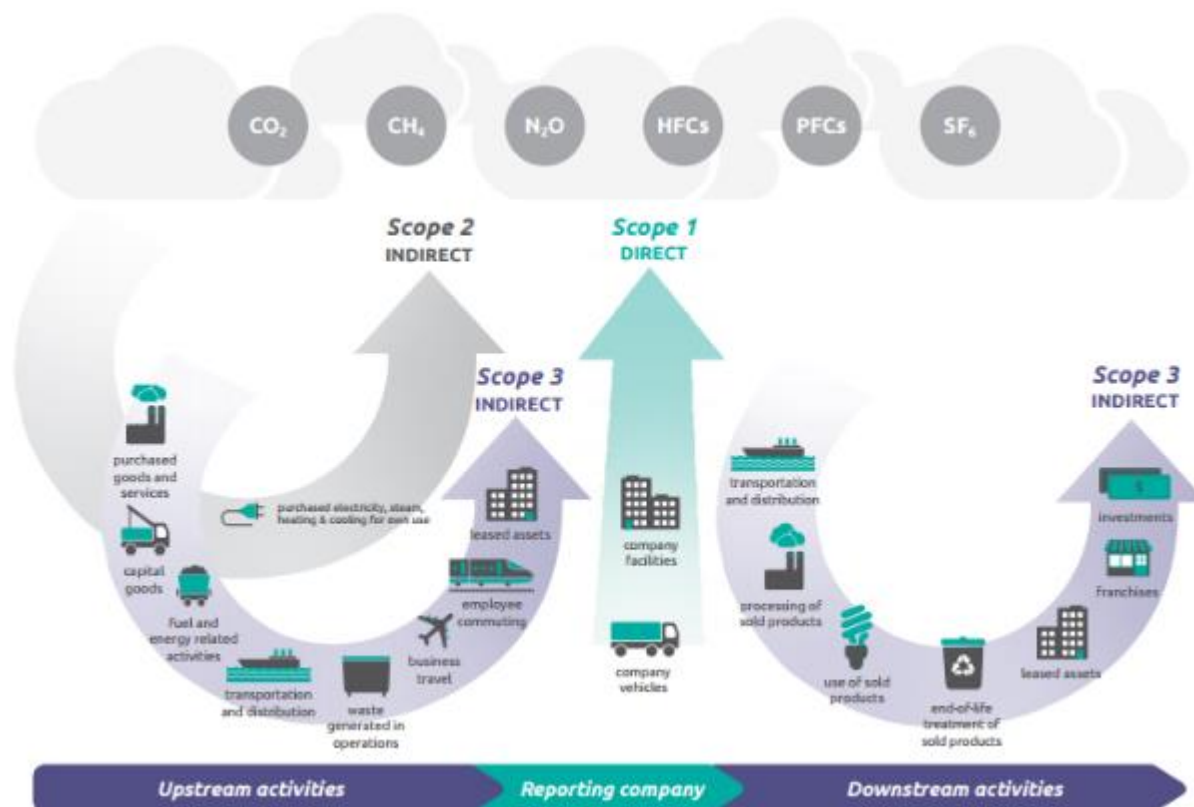 CO₂
CH₄
N₂O
HFCs
PFCs
SF₆
Scope 2
INDIRECT
Scope 1
DIRECT
Scope 3
INDIRECT
Scope 3
INDIRECT
purchased
goods and
services
capital
goods
fuel and
energy related
activities
purchased electricity, steam,
heating & cooling for own use
transportation
and distribution
waste
generated in
operations
business
travel
employee
commuting
leased assets
company
facilities
company
vehicles
transportation
and distribution
processing of
sold products
use of sold
products
end-of-life
treatment of
sold products
leased assets
franchises
investments
$
Upstream activities
Reporting company
Downstream activities